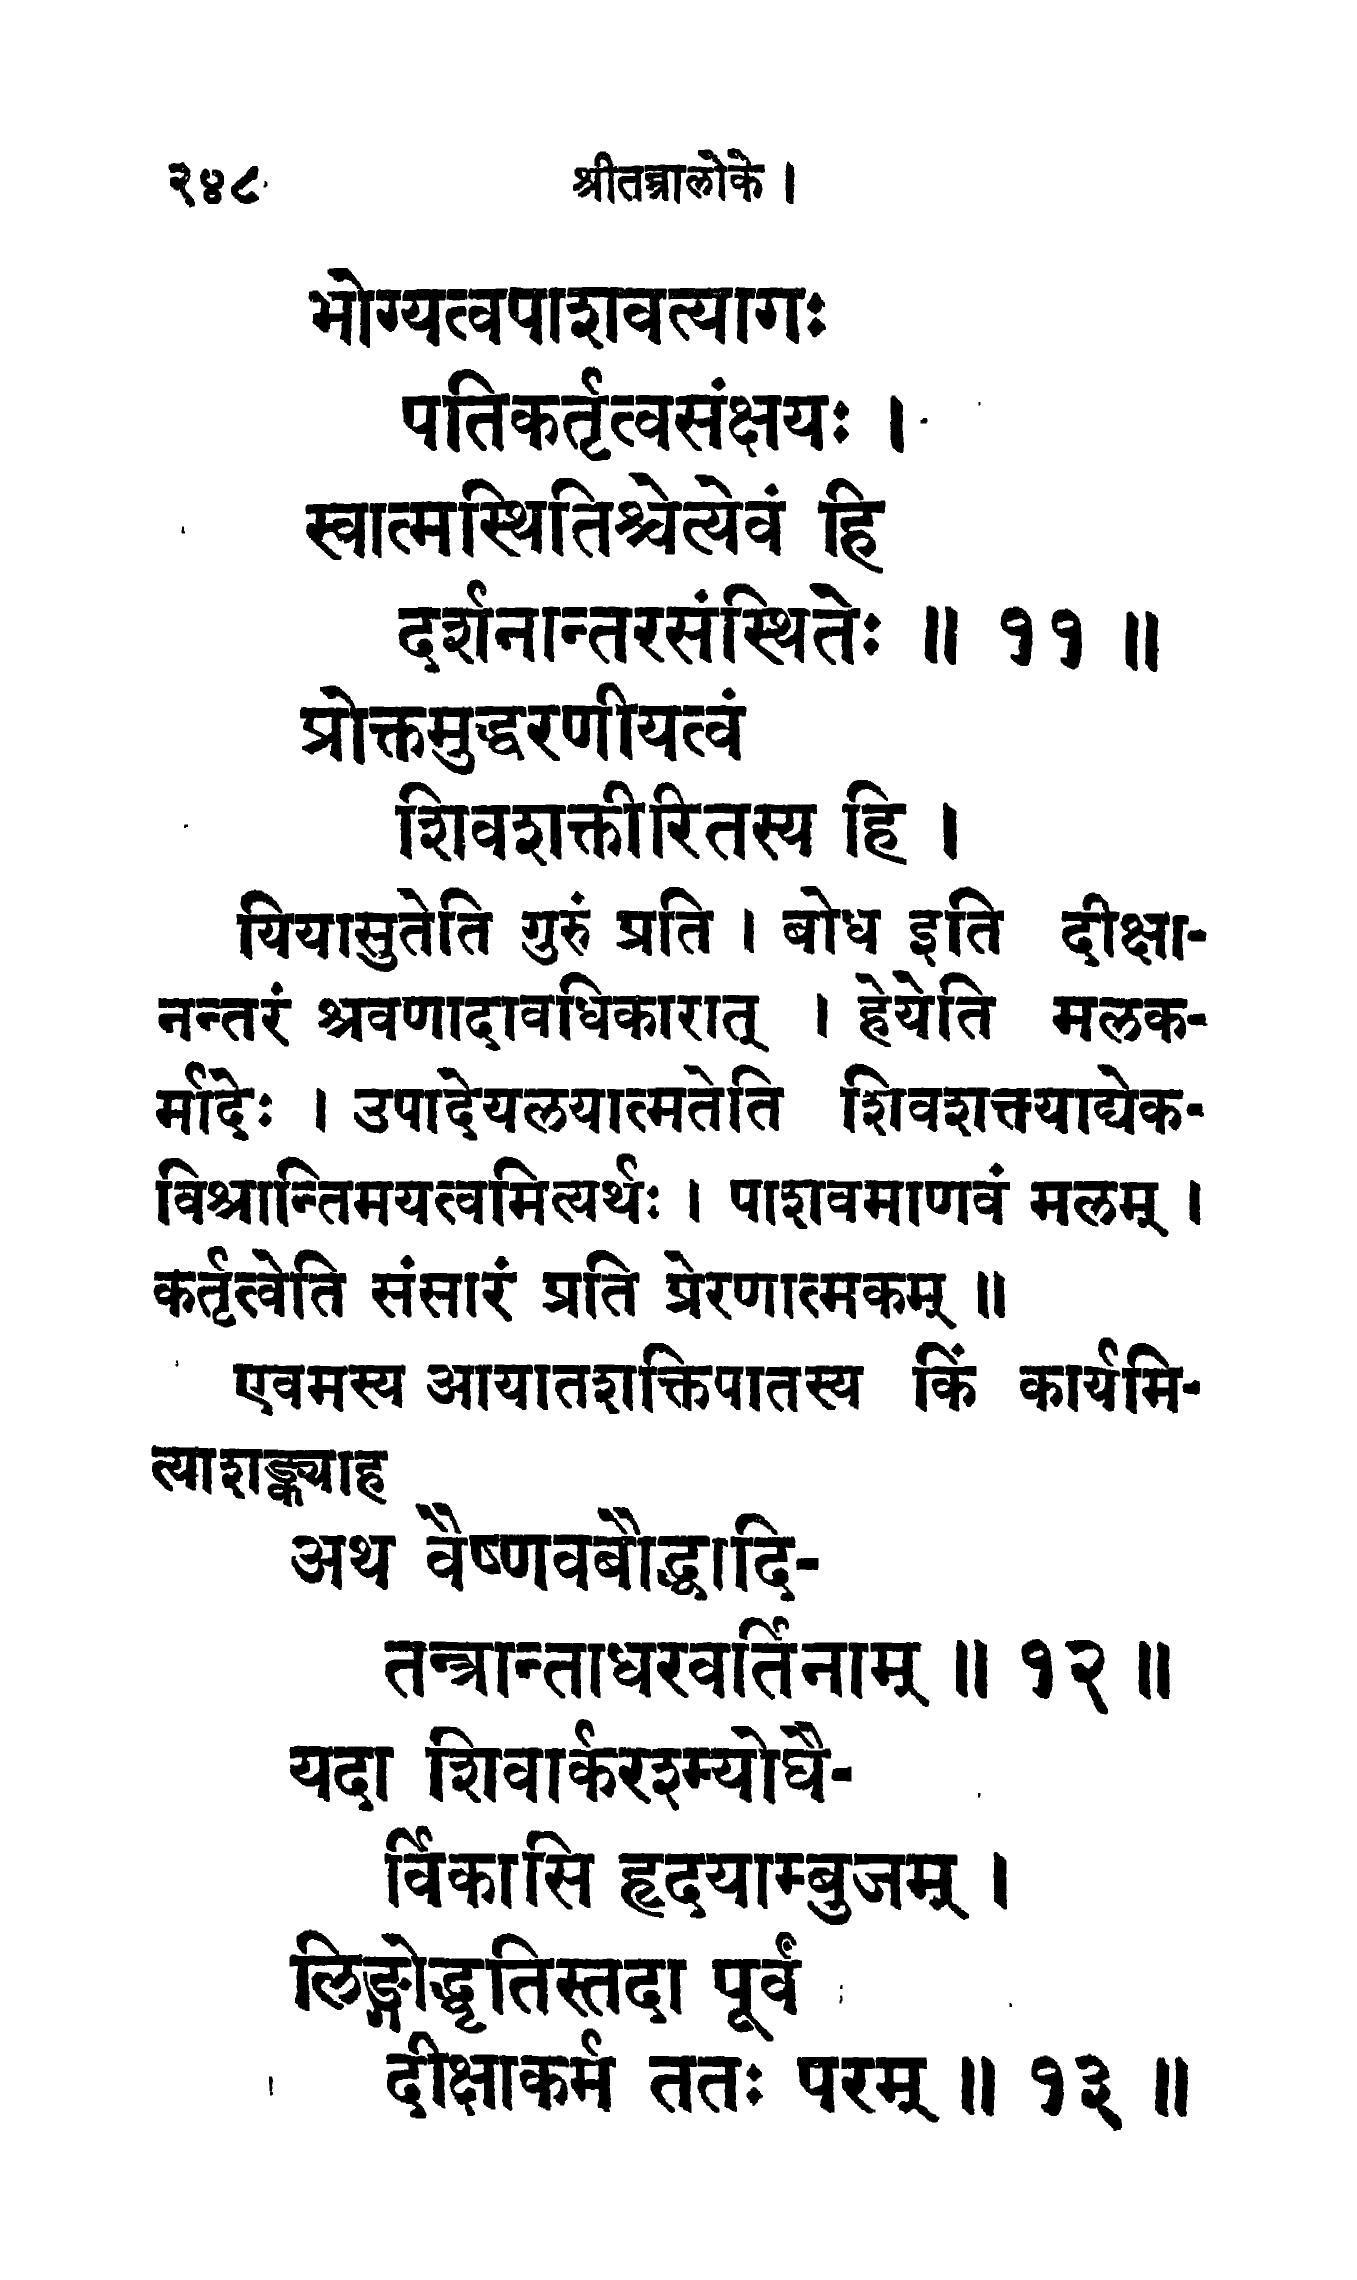 २४८ श्रीतन्त्रालोके ।
भोग्यत्वपाशवत्यागः
पतिकर्तृत्वसंक्षयः ।
स्वात्मस्थितिश्चेत्येवं हि
दर्शनान्तरसंस्थितेः ॥ ११ ॥
प्रोक्तमुद्धरणीयत्वं
शिवशक्तीरितस्य हि ।
यियासुतेति गुरुं प्रति । बोध इति दीक्षा-
नन्तरं श्रवणादावधिकारात् । हेयेति मलक-
र्मादेः । उपादेयलयात्मतेति शिवशक्त्याद्येक-
विश्रान्तिमयत्वमित्यर्थः । पाशवमाणवं मलम् ।
कर्तृत्वेति संसारं प्रति प्रेरणात्मकम् ॥
एवमस्य आयातशक्तिपातस्य किं कार्यमि-
त्याशङ्क्याह
अथ वैष्णवबौद्धादि-
तन्त्रान्ताधरवर्तिनाम् ॥ १२ ॥
यदा शिवार्करश्म्योघै-
र्विकासि हृदयाम्बुजम् ।
लिङ्गोद्धृतिस्तदा पूर्वं
दीक्षाकर्म ततः परम् ॥ १३ ॥